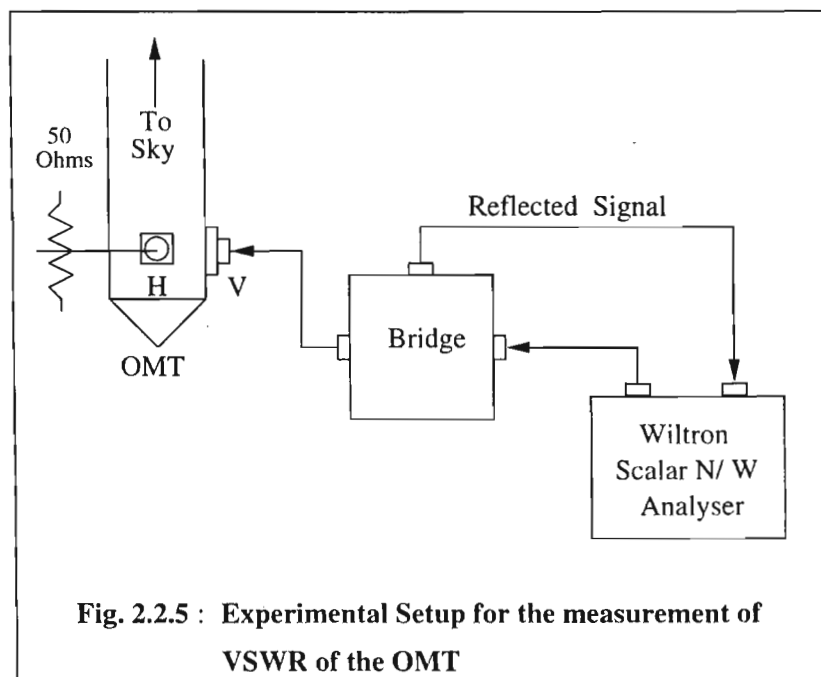 To
Sky
50
Ohms
Reflected Signal
H
V
OMT
Bridge
Wiltron
Scalar N/ W
Analyser
Fig. 2.2.5 : Experimental Setup for the measurement of
VSWR of the OMT